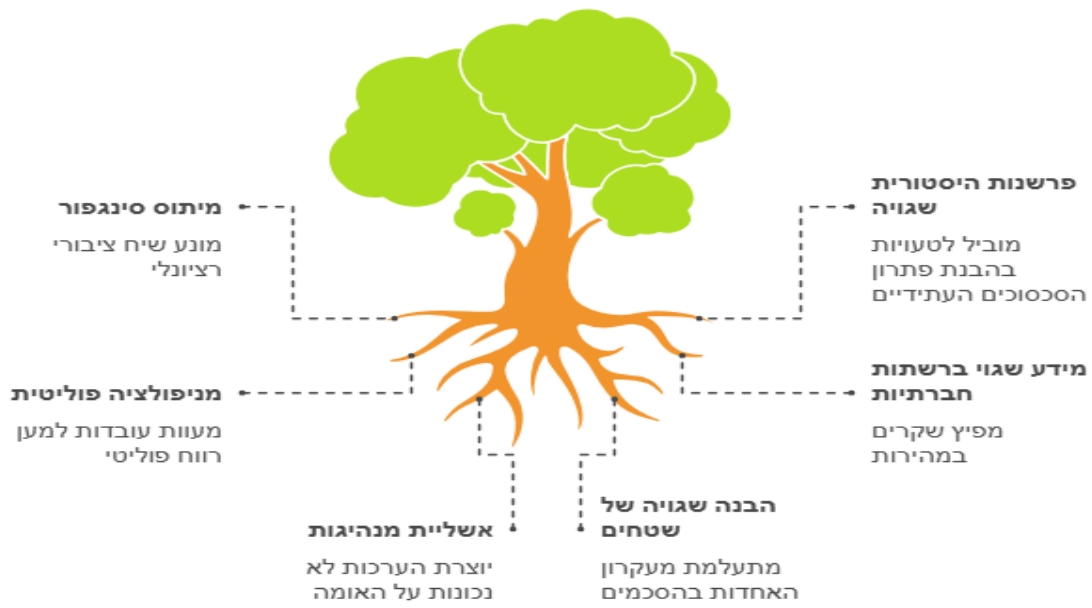 פרשנות היסטורית
שגויה
מוביל לטעויות
בהבנת פתרון
הסכסוכים העתידיים
מידע שגוי ברשתות
חברתיות
מפיץ שקרים
במהירות
הבנה שגויה של
שטחים
מתעלמת מעקרון
האחדות בהסכמים
אשליית מנהיגות
יוצרת הערכות לא
נכונות על האומה
מניפולציה פוליטית
מעוות עובדות למען
רווח פוליטי
מיתוס סינגפור
מונע שיח ציבורי
רציונלי